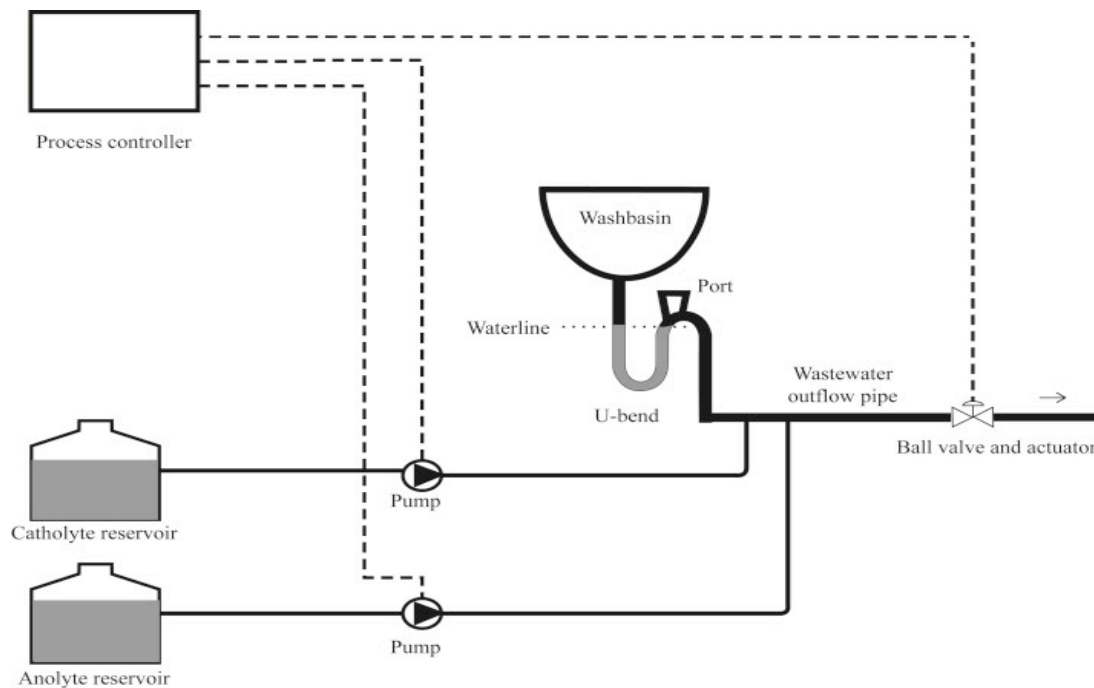 Process controller
Washbasin
Port
Waterline
Wastewater
outflow pipe
U-bend
Ball valve and actuator
Pump
Catholyte reservoir
Pump
Anolyte reservoir